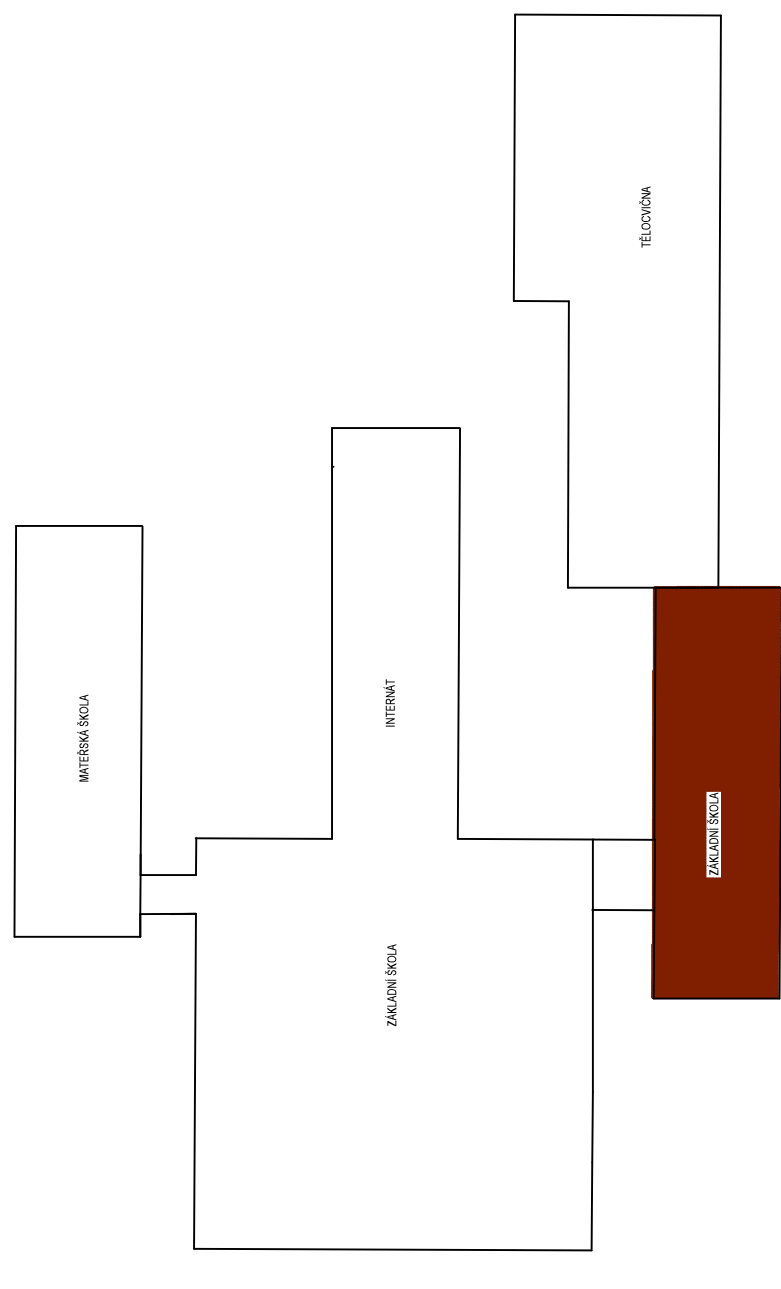 TĚLOCVIČNA
MATEŘSKÁ ŠKOLA
INTERNÁT
ZÁKLADNÍ ŠKOLA
ZÁKLADNÍ ŠKOLA